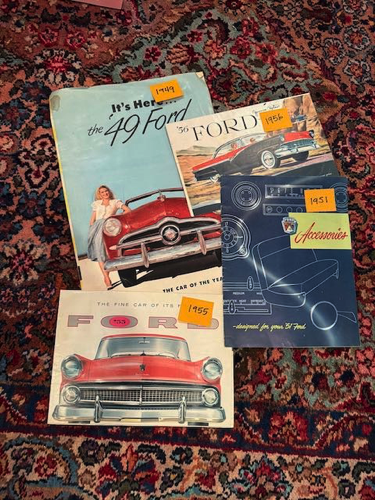 1949
It's Here...
the '49 Ford
THE CAR OF THE YEAR
'56 FORD
1956
1951
Accessories
-designed for your '51 Ford
THE FINE CAR OF ITS
1955
FORD